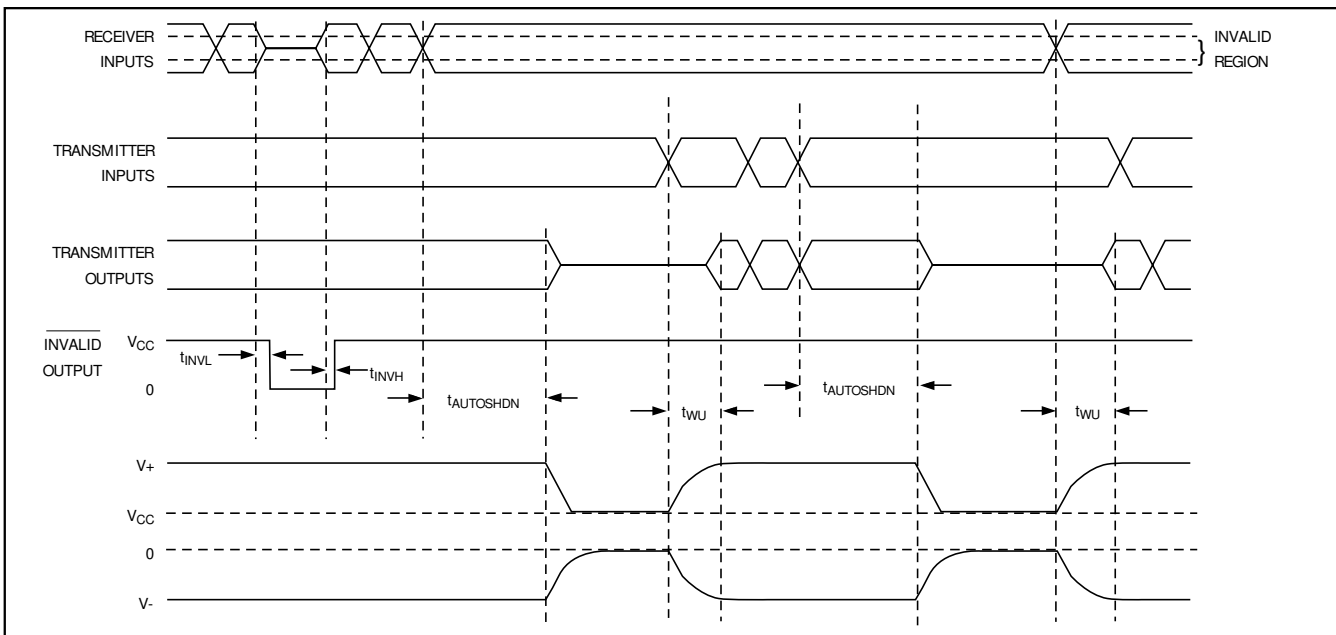 RECEIVER
INPUTS
INVALID
REGION
}
TRANSMITTER
INPUTS
TRANSMITTER
OUTPUTS
INVALID
OUTPUT
VCC
0
tINVL
tINVH
tAUTOSHDN
tWU
tAUTOSHDN
tWU
V+
VCC
0
V-